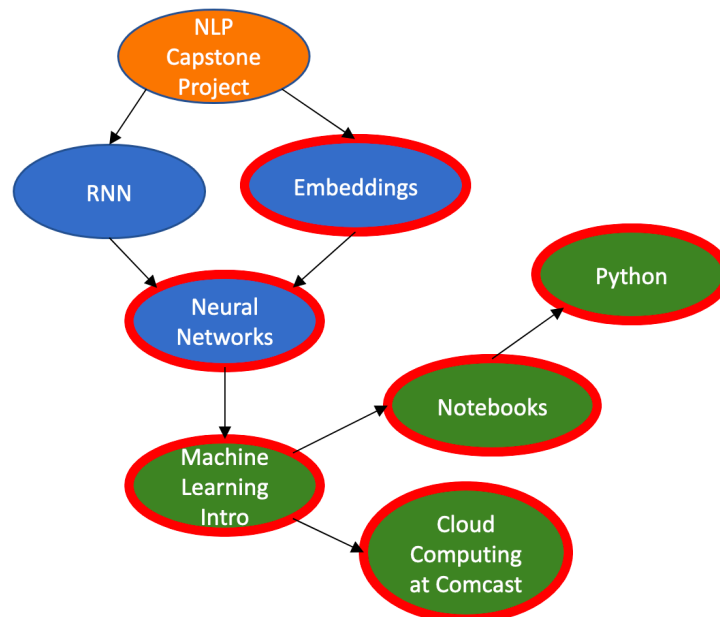 NLP
Capstone
Project
RNN
Embeddings
Python
Neural
Networks
Notebooks
Machine
Learning
Intro
Cloud
Computing
at Comcast